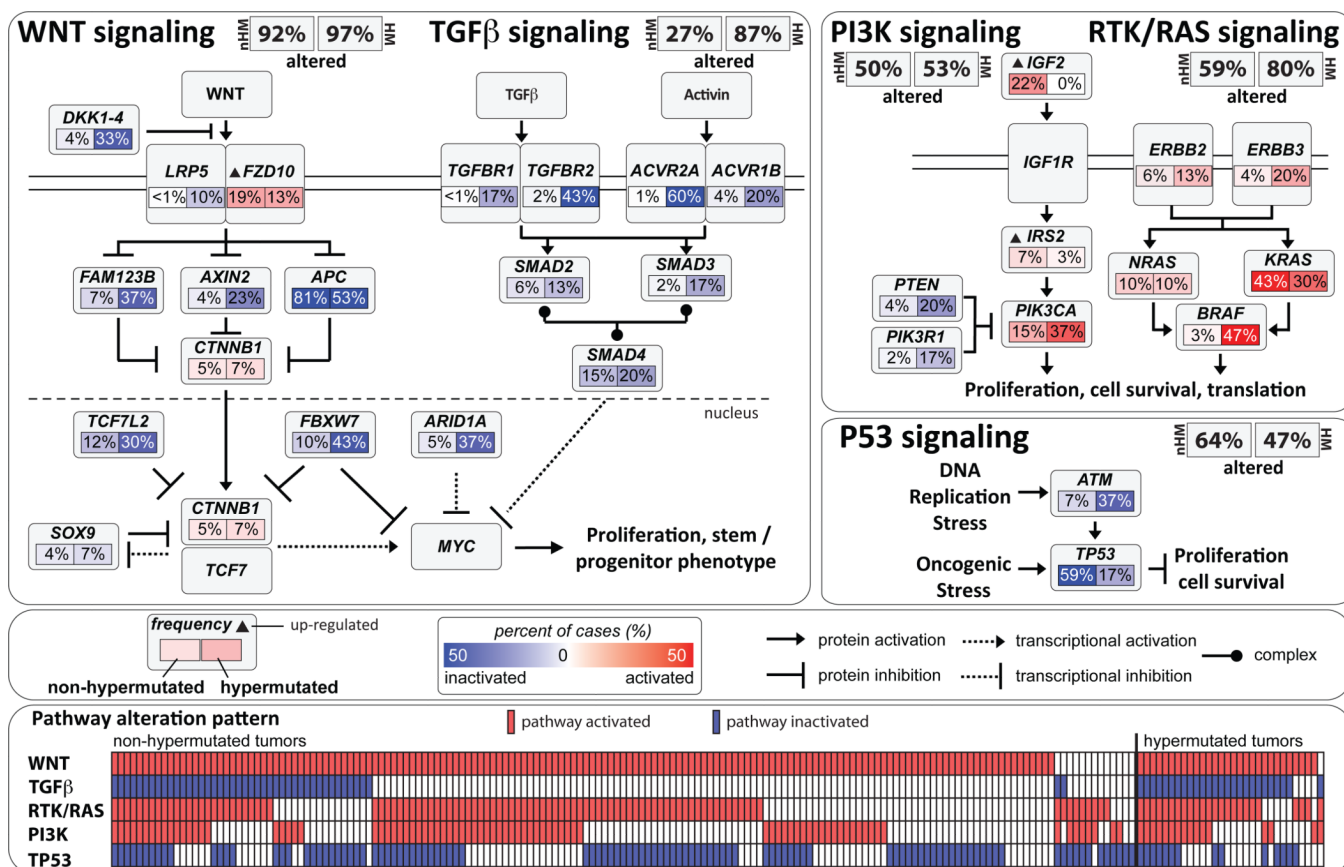 WNT signaling
nHM 92% 97% HM
altered
TGFβ signaling
nHM 27% 87% HM
altered
WNT
TGFβ
Activin
DKK1-4
4% 33%
LRP5
<1% 10%
▲FZD10
19% 13%
TGFBR1
<1% 17%
TGFBR2
2% 43%
ACVR2A
1% 60%
ACVR1B
4% 20%
FAM123B
7% 37%
AXIN2
4% 23%
APC
81% 53%
SMAD2
6% 13%
SMAD3
2% 17%
CTNNB1
5% 7%
SMAD4
15% 20%
nucleus
TCF7L2
12% 30%
FBXW7
10% 43%
ARID1A
5% 37%
SOX9
4% 7%
CTNNB1
5% 7%
TCF7
MYC
Proliferation, stem /
progenitor phenotype
PI3K signaling
nHM 50% 53% HM
altered
RTK/RAS signaling
nHM 59% 80% HM
altered
▲IGF2
22% 0%
IGF1R
ERBB2
6% 13%
ERBB3
4% 20%
▲IRS2
7% 3%
NRAS
10% 10%
KRAS
43% 30%
PTEN
4% 20%
PIK3R1
2% 17%
PIK3CA
15% 37%
BRAF
3% 47%
Proliferation, cell survival, translation
P53 signaling
nHM 64% 47% HM
altered
DNA
Replication
Stress
ATM
7% 37%
Oncogenic
Stress
TP53
59% 17%
Proliferation
cell survival
frequency ▲ up-regulated
non-hypermutated hypermutated
percent of cases (%)
50 0 50
inactivated activated
protein activation
protein inhibition
transcriptional activation
transcriptional inhibition
complex
Pathway alteration pattern
pathway activated pathway inactivated
non-hypermutated tumors hypermutated tumors
WNT
TGFβ
RTK/RAS
PI3K
TP53